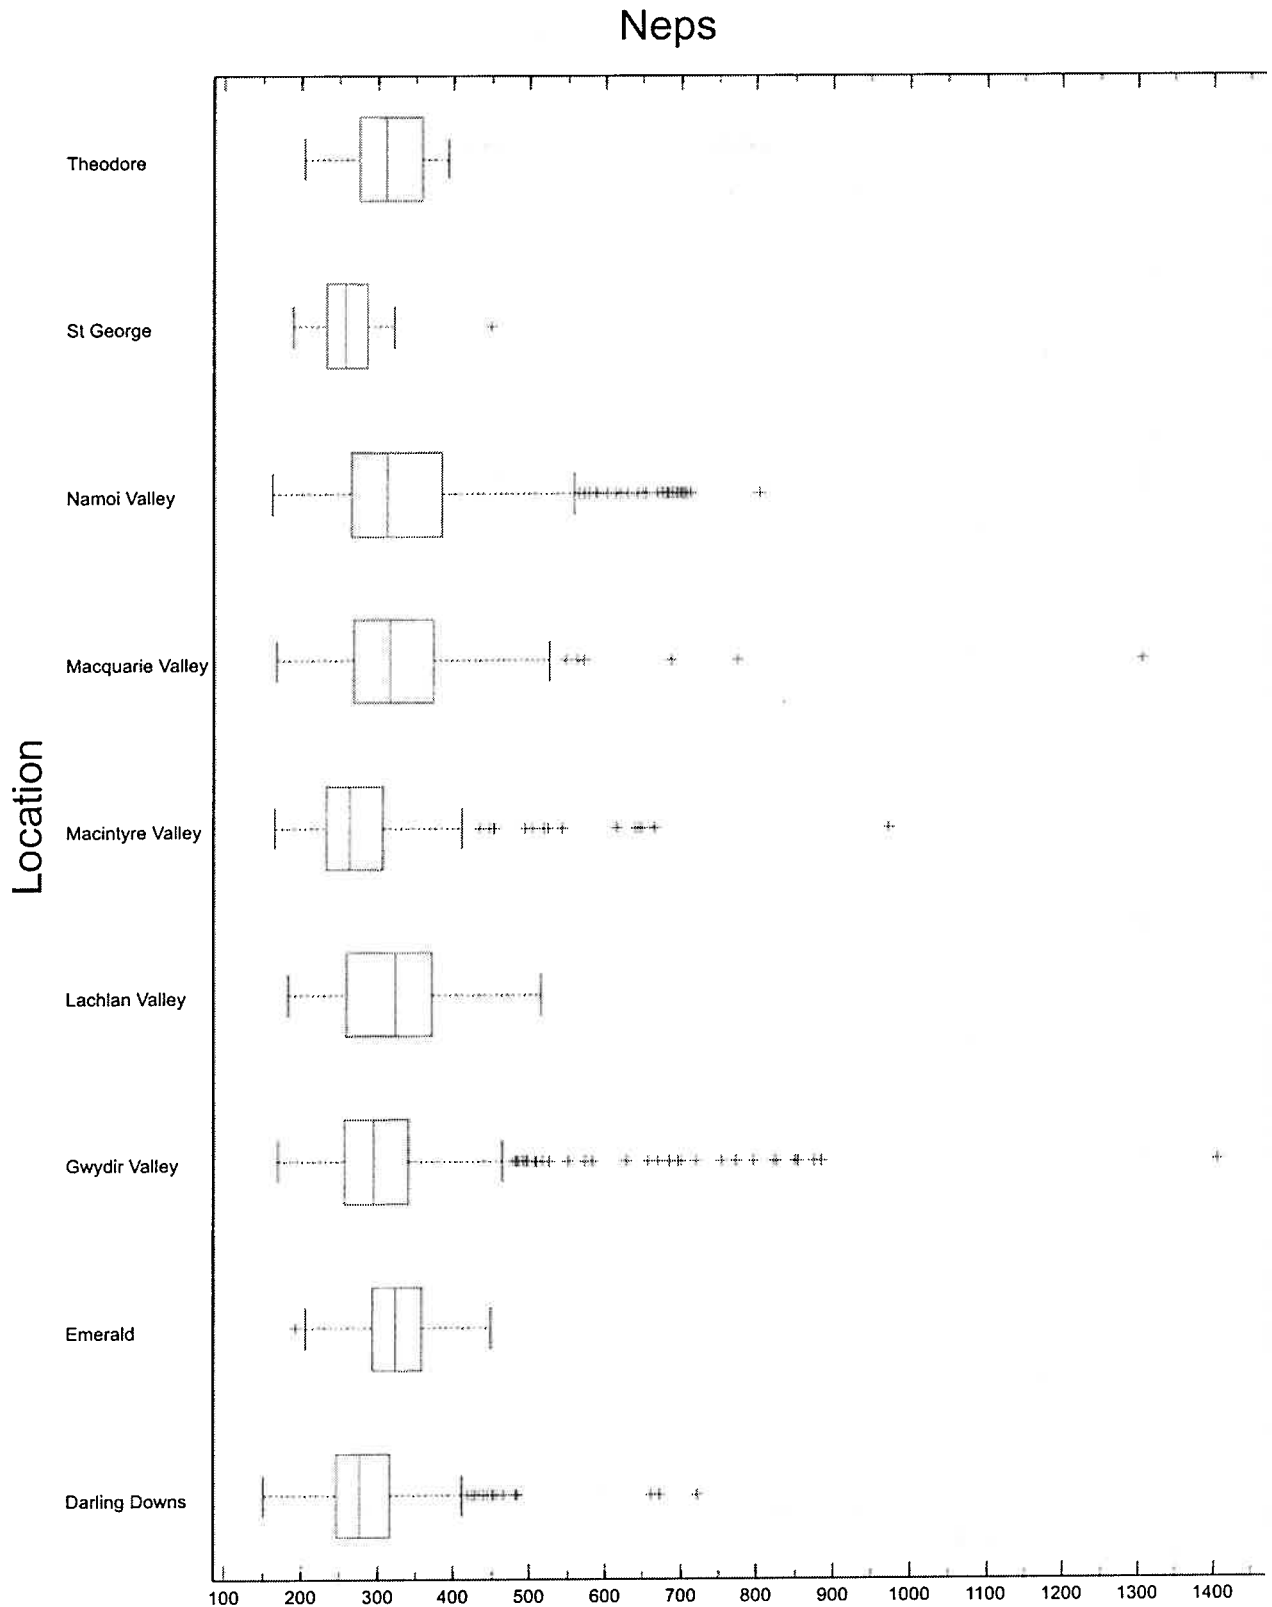 Neps
Theodore
St George
Namoi Valley
Macquarie Valley
Macintyre Valley
Lachlan Valley
Gwydir Valley
Emerald
Darling Downs
Location
100 200 300 400 500 600 700 800 900 1000 1100 1200 1300 1400